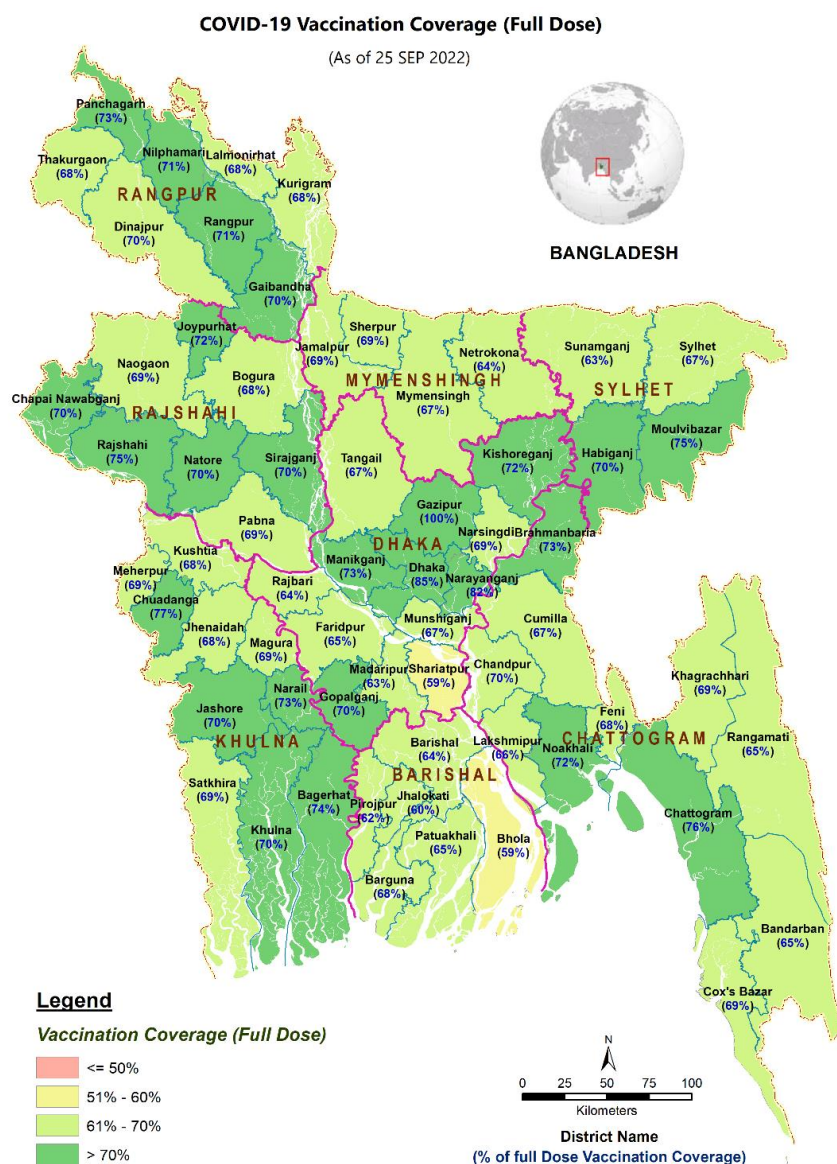 COVID-19 Vaccination Coverage (Full Dose)
(As of 25 SEP 2022)
BANGLADESH
Panchagarh
(73%)
Thakurgaon
(68%)
Nilphamari
(71%)
Lalmonirhat
(68%)
Kurigram
(68%)
RANGPUR
Dinajpur
(70%)
Rangpur
(71%)
Gaibandha
(70%)
Joypurhat
(72%)
Naogaon
(69%)
Bogura
(68%)
Chapai Nawabganj
(70%)
RAJSHAHI
Rajshahi
(75%)
Natore
(70%)
Sirajganj
(70%)
Pabna
(69%)
Jamalpur
(69%)
Sherpur
(69%)
Netrokona
(64%)
MYMENSINGH
Mymensingh
(67%)
Sunamganj
(63%)
Sylhet
(67%)
SYLHET
Moulvibazar
(75%)
Habiganj
(70%)
Tangail
(67%)
Kishoreganj
(72%)
Gazipur
(100%)
Narsingdi
(69%)
Brahmanbaria
(73%)
DHAKA
Manikganj
(73%)
Dhaka
(85%)
Narayanganj
(82%)
Kushtia
(68%)
Meherpur
(69%)
Chuadanga
(77%)
Jhenaidah
(68%)
Magura
(69%)
Rajbari
(64%)
Faridpur
(65%)
Munshiganj
(67%)
Cumilla
(67%)
Madaripur
(63%)
Shariatpur
(59%)
Chandpur
(70%)
Khagrachhari
(69%)
Jashore
(70%)
Narail
(73%)
Gopalganj
(70%)
Feni
(68%)
KHULNA
Barishal
(64%)
Lakshmipur
(66%)
Noakhali
(72%)
CHATTOGRAM
Rangamati
(65%)
BARISHAL
Satkhira
(69%)
Khulna
(70%)
Bagerhat
(74%)
Pirojpur
(62%)
Jhalokati
(60%)
Patuakhali
(65%)
Bhola
(59%)
Barguna
(68%)
Chattogram
(76%)
Bandarban
(65%)
Cox's Bazar
(69%)
Legend
Vaccination Coverage (Full Dose)
<= 50%
51% - 60%
61% - 70%
> 70%
N
0 25 50 75 100
Kilometers
District Name
(% of full Dose Vaccination Coverage)